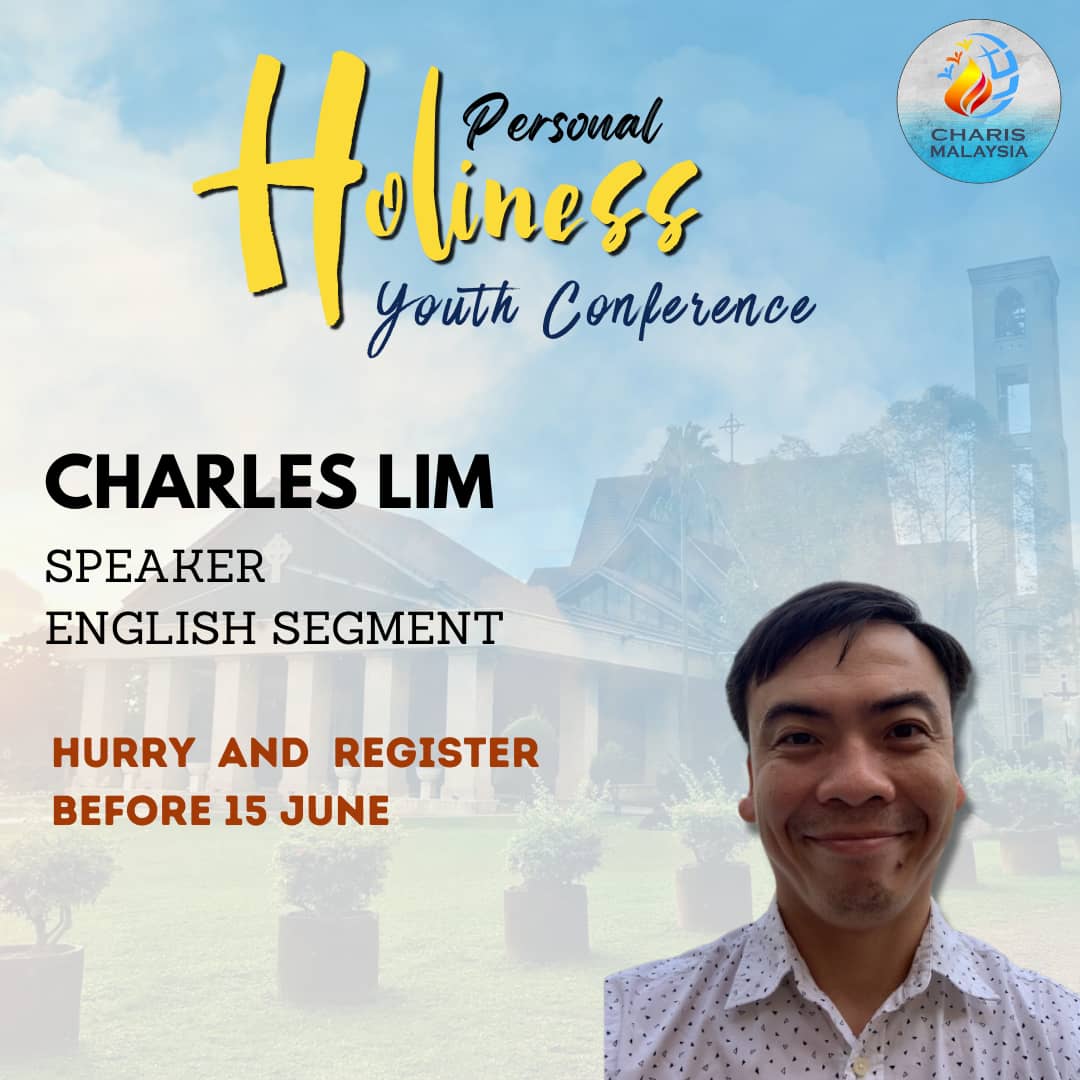 Personal
Holiness
Youth Conference
CHARIS
MALAYSIA
CHARLES LIM
SPEAKER
ENGLISH SEGMENT
HURRY AND REGISTER
BEFORE 15 JUNE